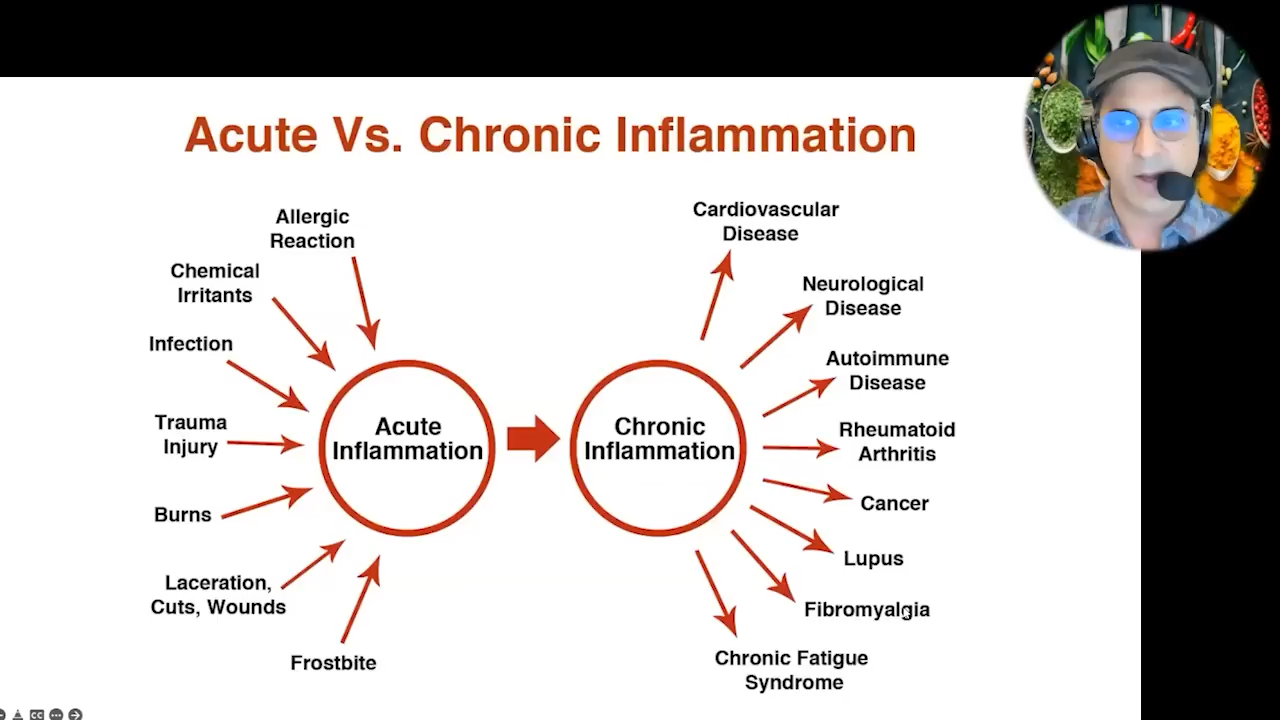 Acute Vs. Chronic Inflammation
Allergic
Reaction
Chemical
Irritants
Infection
Trauma
Injury
Burns
Laceration,
Cuts, Wounds
Frostbite
Acute
Inflammation
Chronic
Inflammation
Cardiovascular
Disease
Neurological
Disease
Autoimmune
Disease
Rheumatoid
Arthritis
Cancer
Lupus
Fibromyalgia
Chronic Fatigue
Syndrome
CC